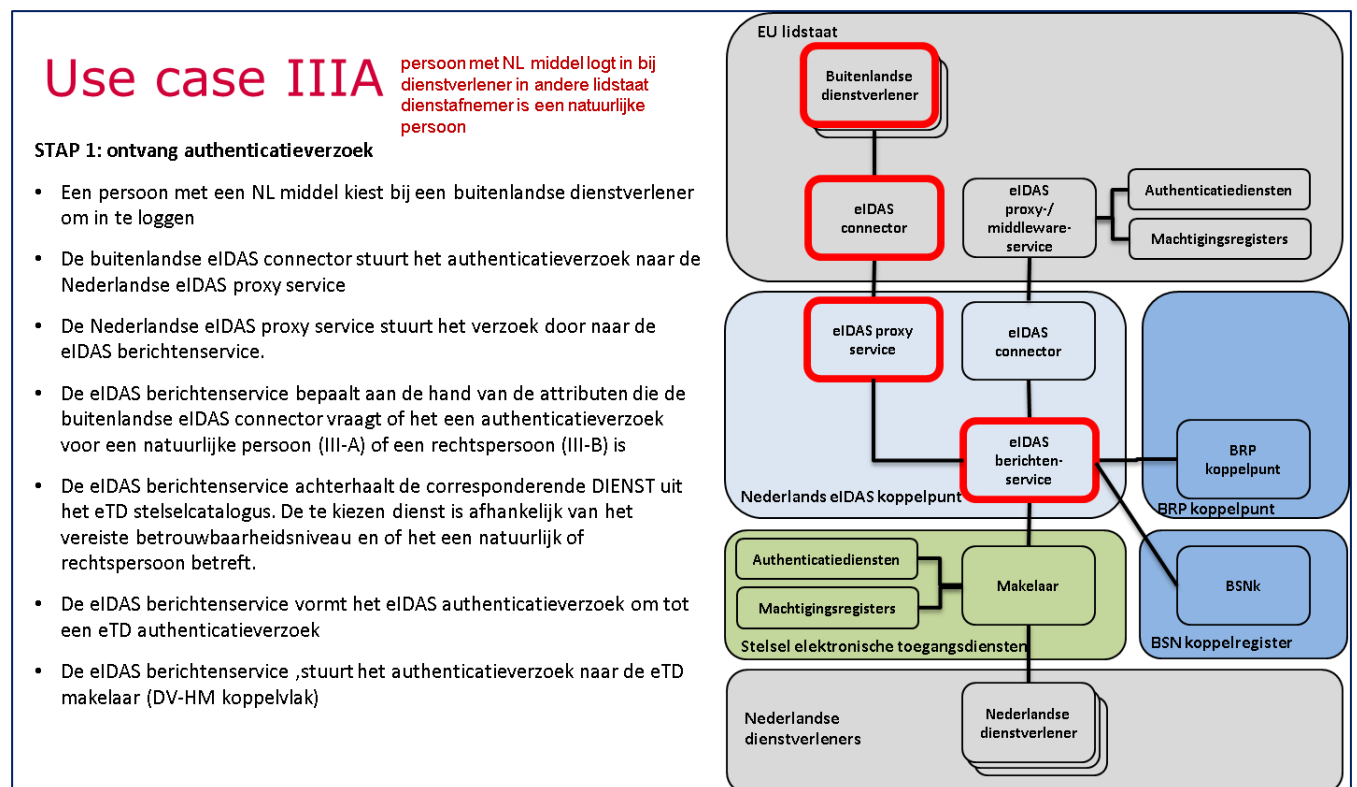 Use case IIIA
persoon met NL middel logt in bij
dienstverlener in andere lidstaat
dienstafnemer is een natuurlijke
persoon
STAP 1: ontvang authenticatieverzoek
• Een persoon met een NL middel kiest bij een buitenlandse dienstverlener
om in te loggen
• De buitenlandse eIDAS connector stuurt het authenticatieverzoek naar de
Nederlandse eIDAS proxy service
• De Nederlandse eIDAS proxy service stuurt het verzoek door naar de
eIDAS berichtenservice.
• De eIDAS berichtenservice bepaalt aan de hand van de attributen die de
buitenlandse eIDAS connector vraagt of het een authenticatieverzoek
voor een natuurlijke persoon (III-A) of een rechtspersoon (III-B) is
• De eIDAS berichtenservice achterhaalt de corresponderende DIENST uit
het eTD stelselcatalogus. De te kiezen dienst is afhankelijk van het
vereiste betrouwbaarheidsniveau en of het een natuurlijk of
rechtspersoon betreft.
• De eIDAS berichtenservice vormt het eIDAS authenticatieverzoek om tot
een eTD authenticatieverzoek
• De eIDAS berichtenservice ,stuurt het authenticatieverzoek naar de eTD
makelaar (DV-HM koppelvlak)
EU lidstaat
Buitenlandse
dienstverlener
eIDAS
connector
eIDAS
proxy-/
middleware-
service
Authenticatiediensten
Machtigingsregisters
eIDAS proxy
service
eIDAS
connector
eIDAS
berichten-
service
Nederlands eIDAS koppelpunt
BRP
koppelpunt
BRP koppelpunt
Authenticatiediensten
Machtigingsregisters
Makelaar
Stelsel elektronische toegangsdiensten
BSNk
BSN koppelregister
Nederlandse
dienstverleners
Nederlandse
dienstverlener